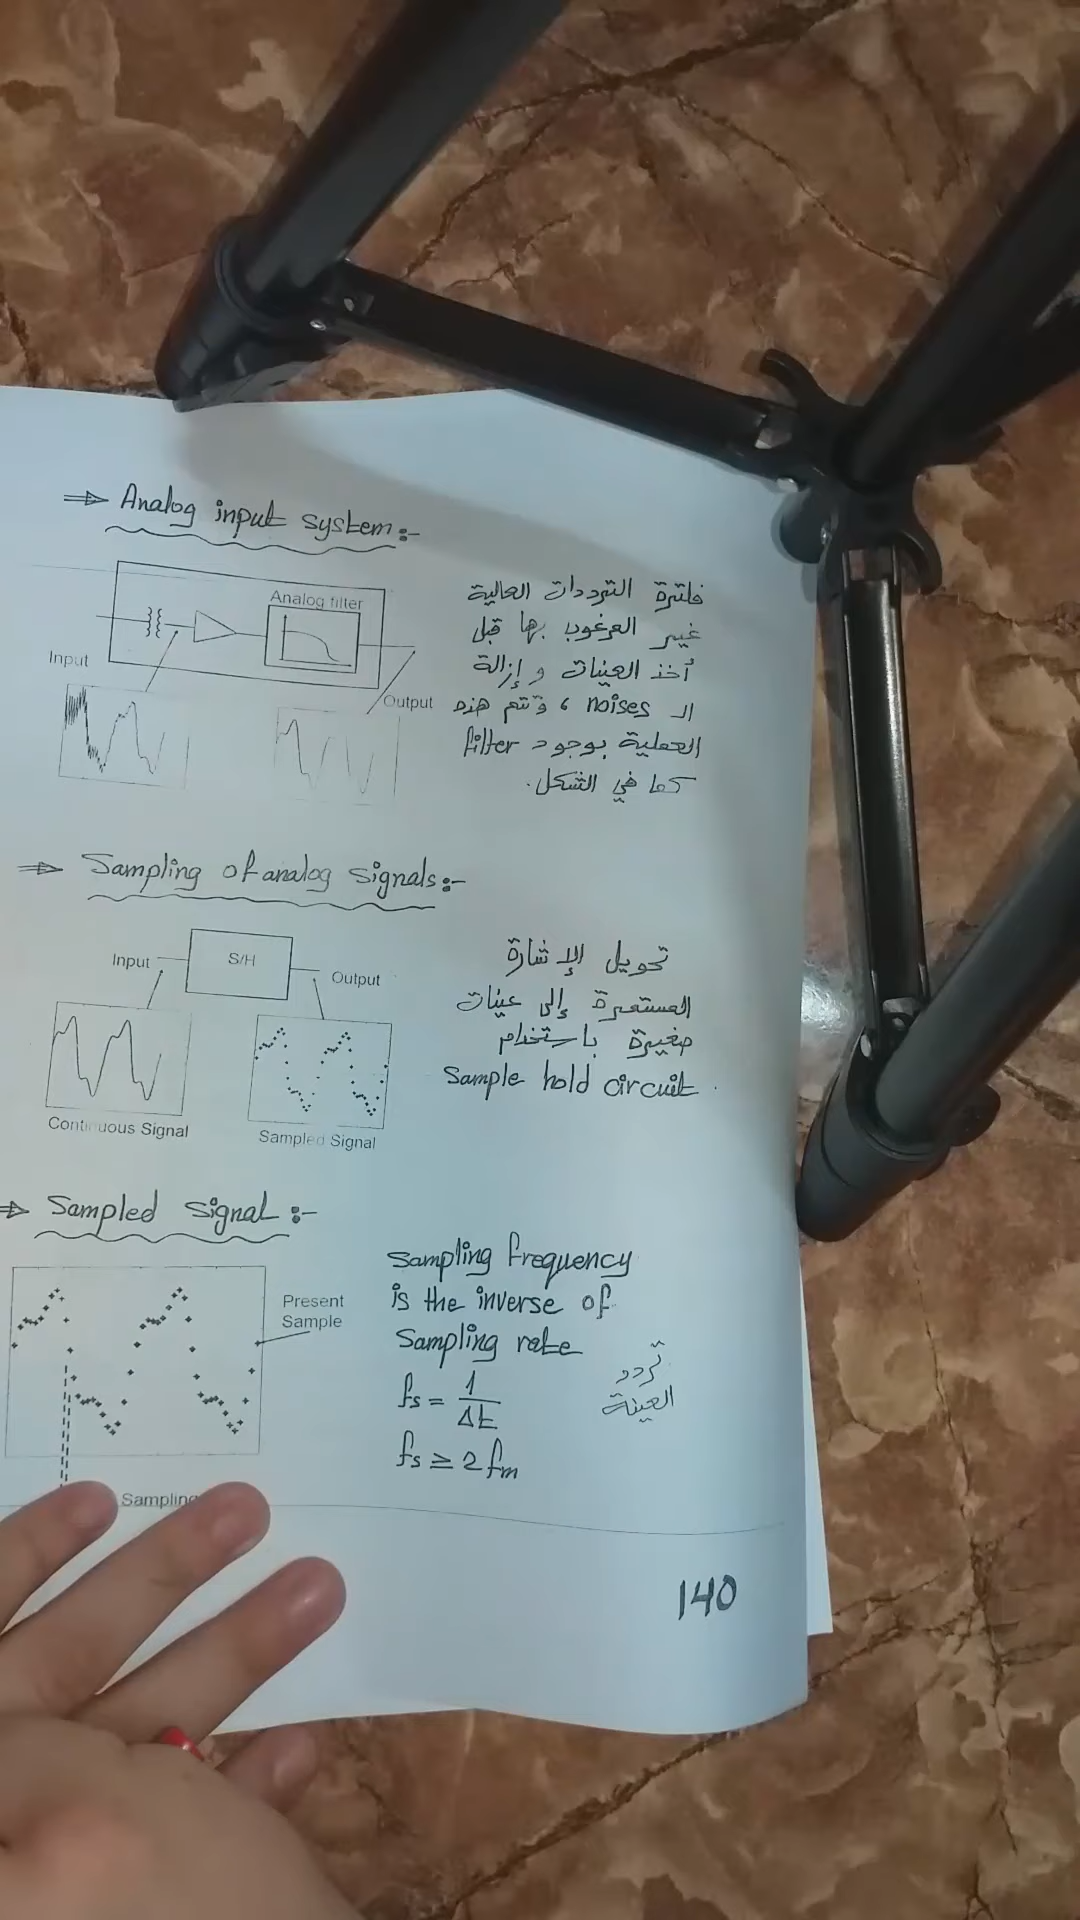 ⇒ Analog input system:-
Analog filter
Input
Output
فلترة الترددات العالية
غير المرغوب بها قبل
أخذ العينات و إزالة
الـ noises ، وتتم هذه
العملية بوجود filter
كما في الشكل.
⇒ Sampling of analog signals:-
Input
S/H
Output
Continuous Signal
Sampled Signal
تحويل الإشارة
المستمرة إلى عينات
صغيرة باستخدام
Sample hold circuit.
⇒ Sampled signal:-
Present
Sample
Sampling
Sampling frequency
is the inverse of
Sampling rate
fs = 1/Δt
fs ≥ 2fm
تردد
العينة
140